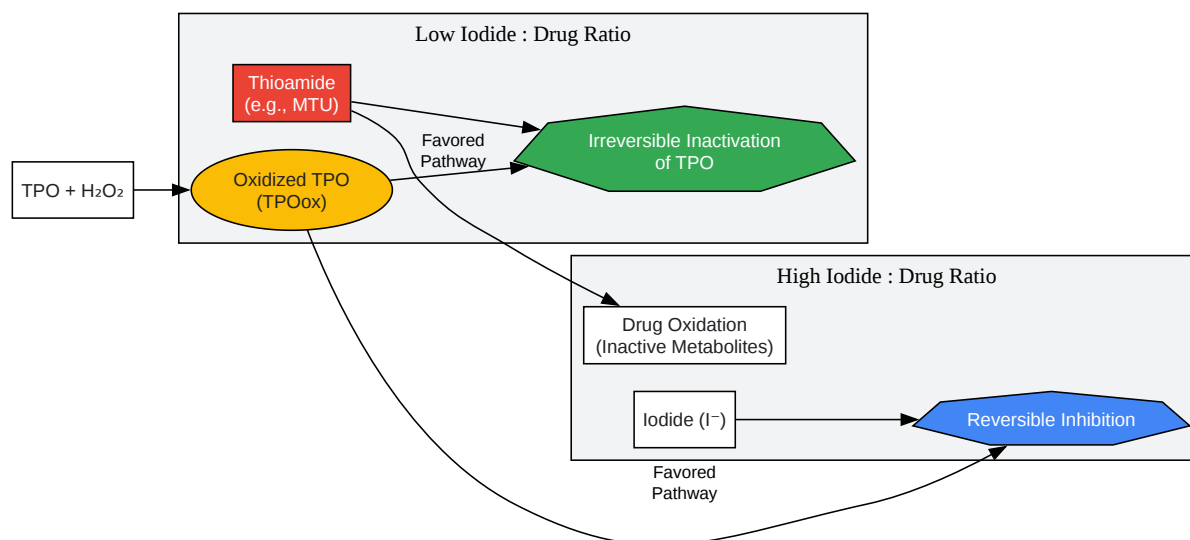 Low Iodide : Drug Ratio
Thioamide
(e.g., MTU)
Favored
Pathway
Irreversible Inactivation
of TPO
TPO + H₂O₂
Oxidized TPO
(TPOox)
High Iodide : Drug Ratio
Drug Oxidation
(Inactive Metabolites)
Iodide (I⁻)
Reversible Inhibition
Favored
Pathway